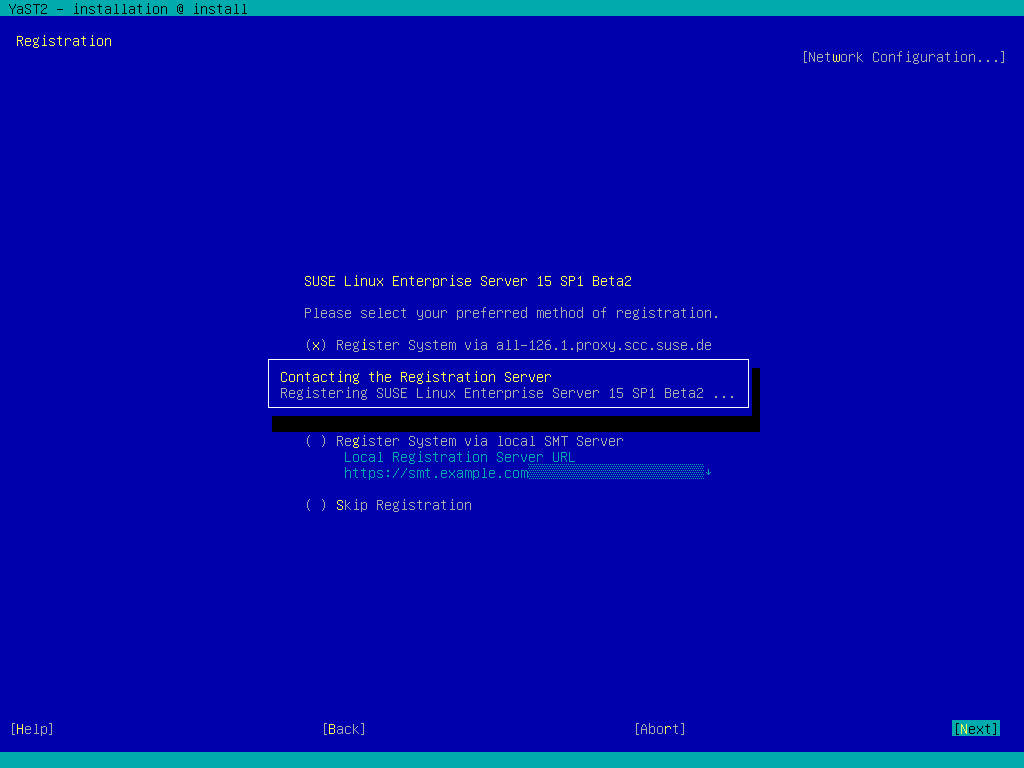 YaST2 - installation @ install
Registration
[Network Configuration...]
SUSE Linux Enterprise Server 15 SP1 Beta2
Please select your preferred method of registration.
(x) Register System via all-126.1.proxy.scc.suse.de
Contacting the Registration Server
Registering SUSE Linux Enterprise Server 15 SP1 Beta2 ...
( ) Register System via local SMT Server
Local Registration Server URL
https://smt.example.com
( ) Skip Registration
[Help] [Back] [Abort] [Next]